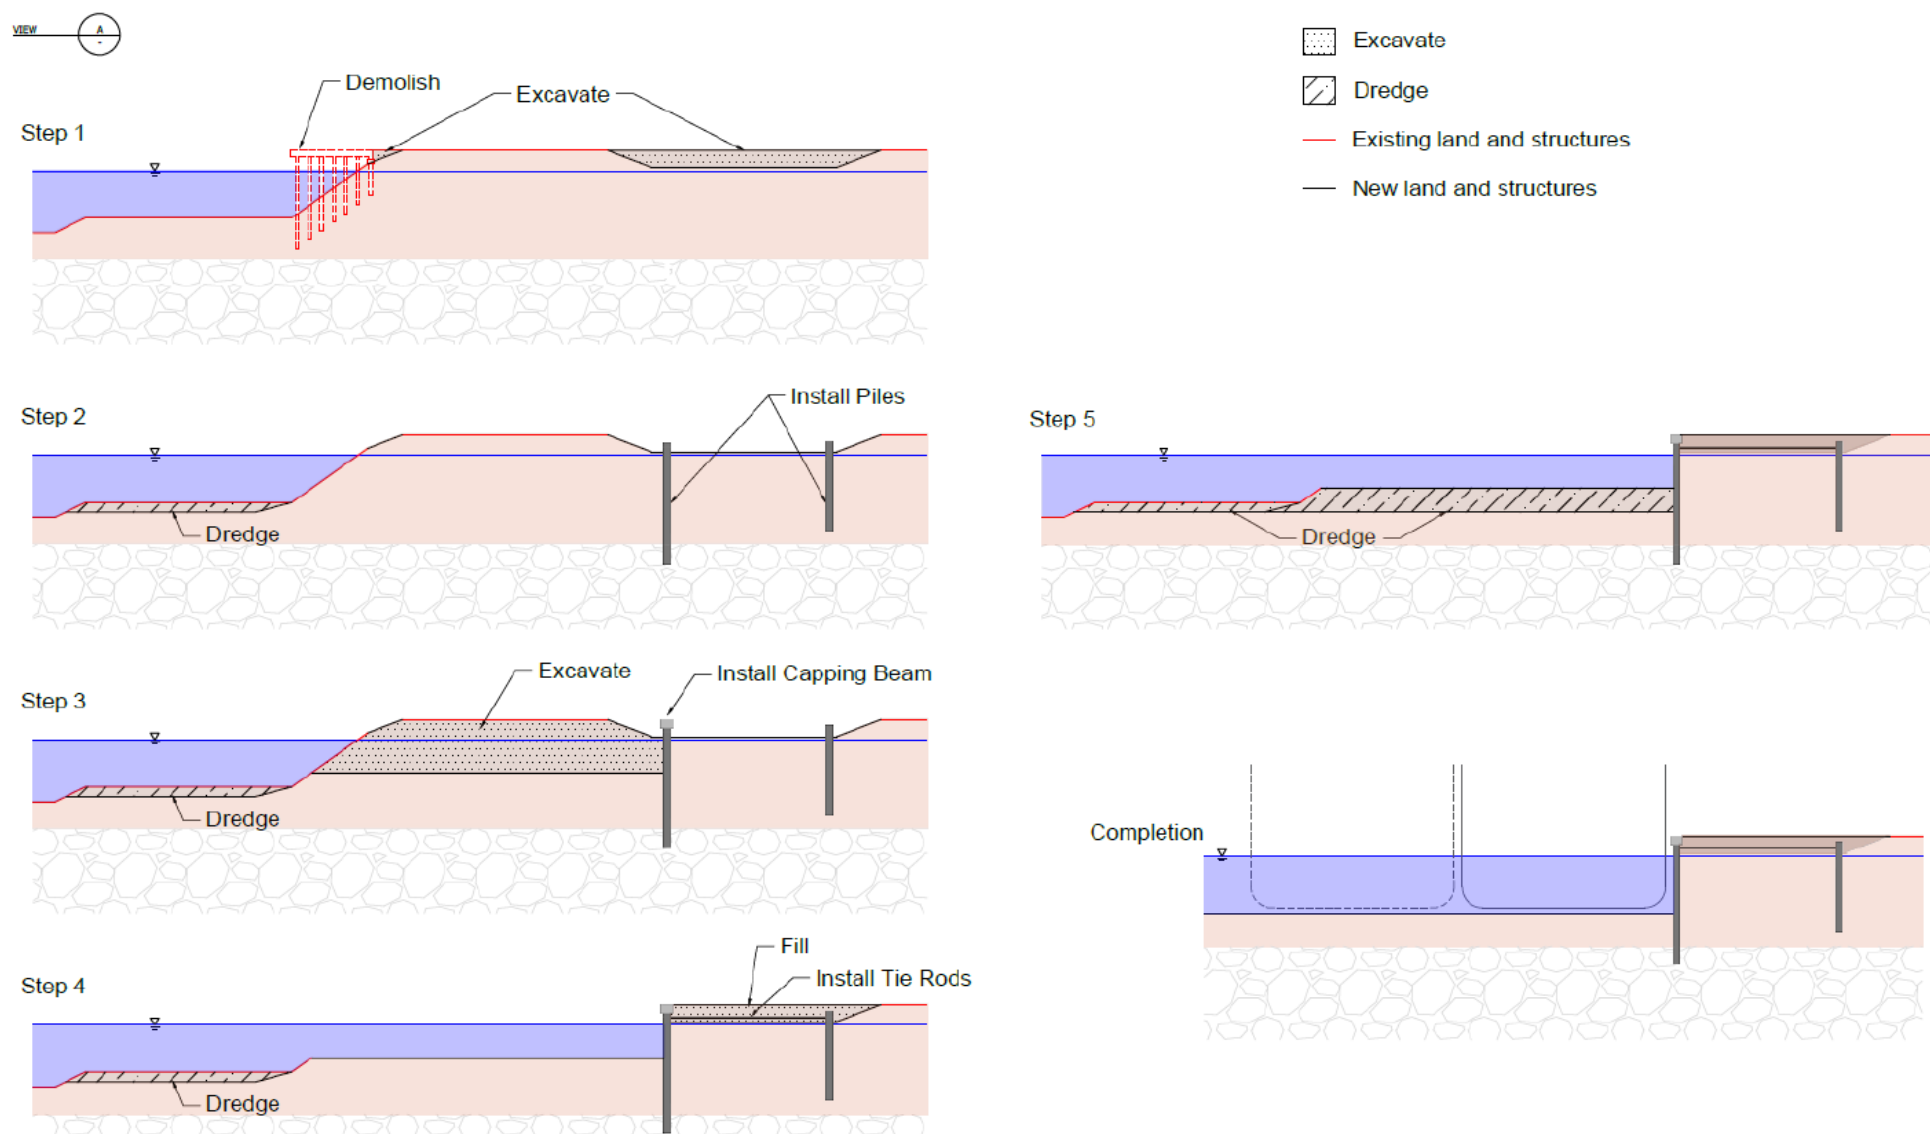 VIEW
A
-
Excavate
Dredge
Existing land and structures
New land and structures
Step 1
Demolish
Excavate
Step 2
Install Piles
Dredge
Step 3
Excavate
Install Capping Beam
Dredge
Step 4
Fill
Install Tie Rods
Dredge
Step 5
Dredge
Completion